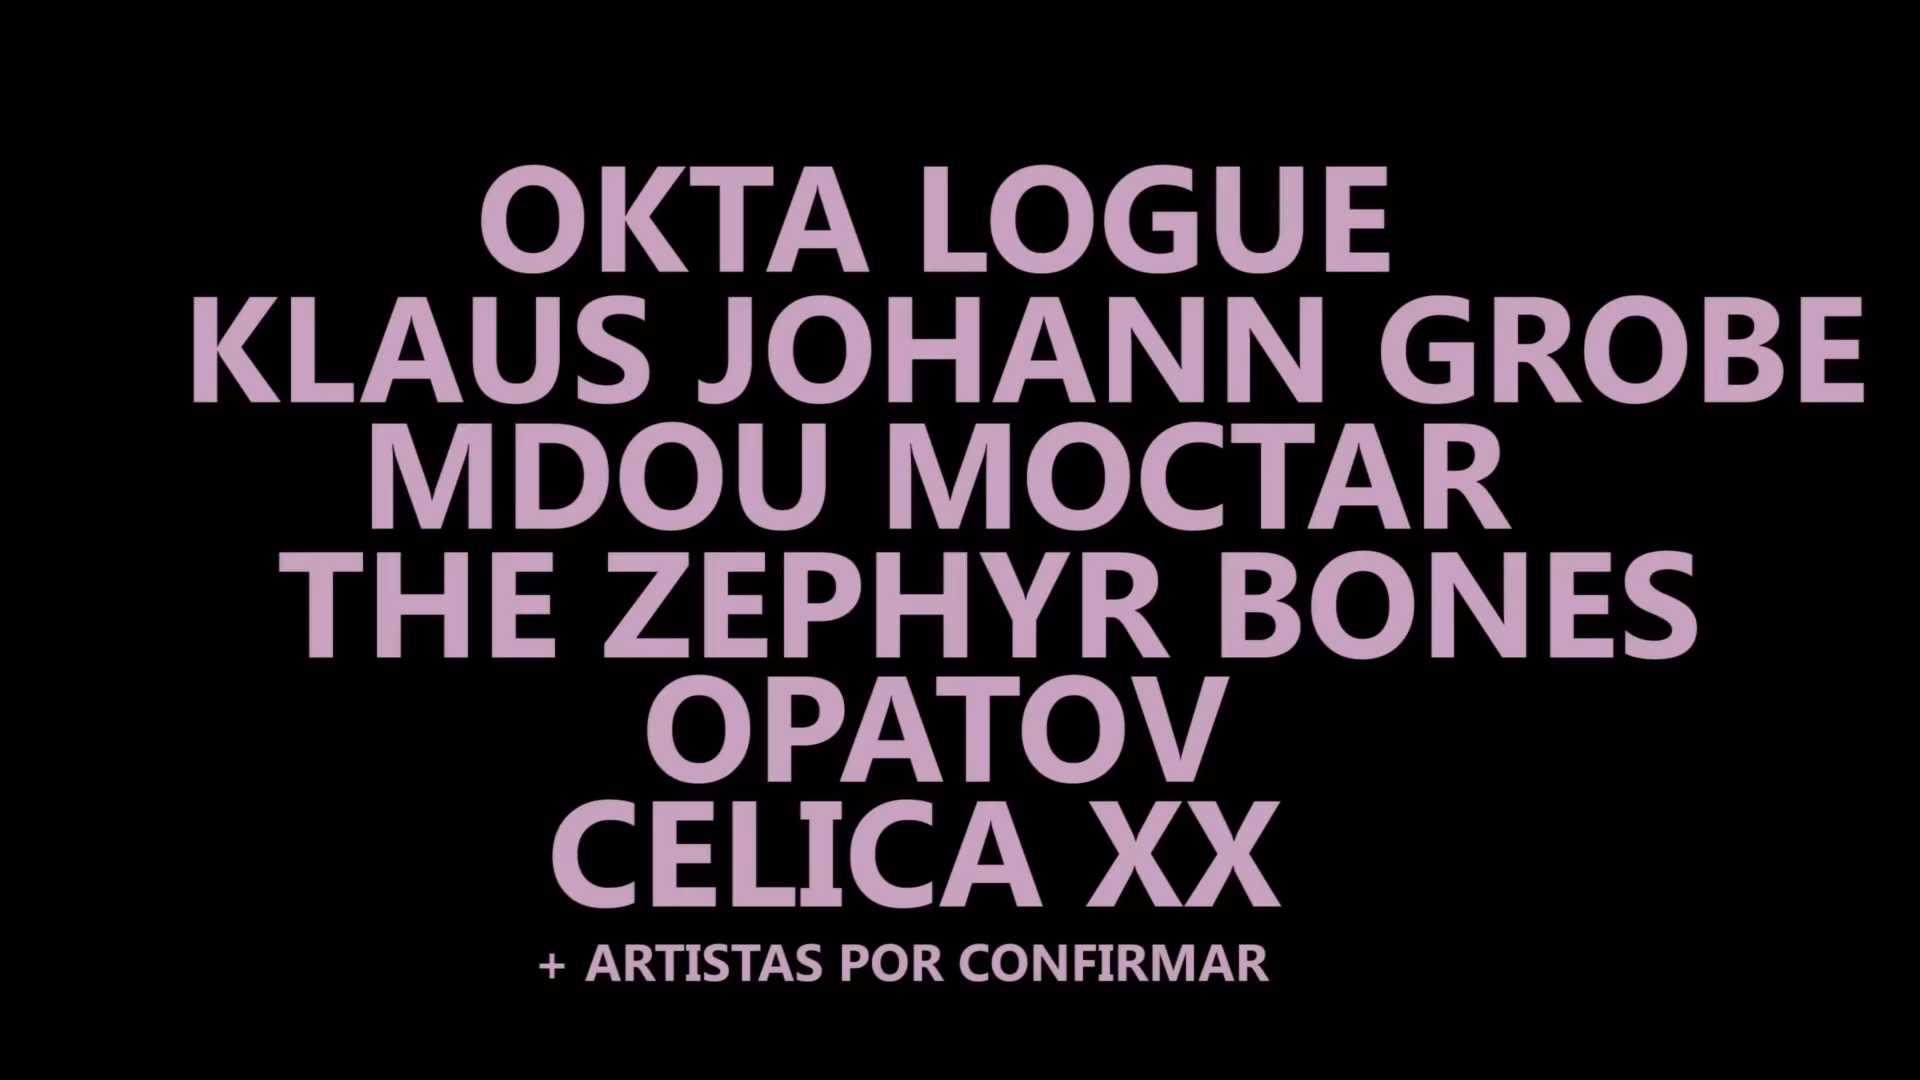 OKTA LOGUE
KLAUS JOHANN GROBE
MDOU MOCTAR
THE ZEPHYR BONES
OPATOV
CELICA XX
+ ARTISTAS POR CONFIRMAR